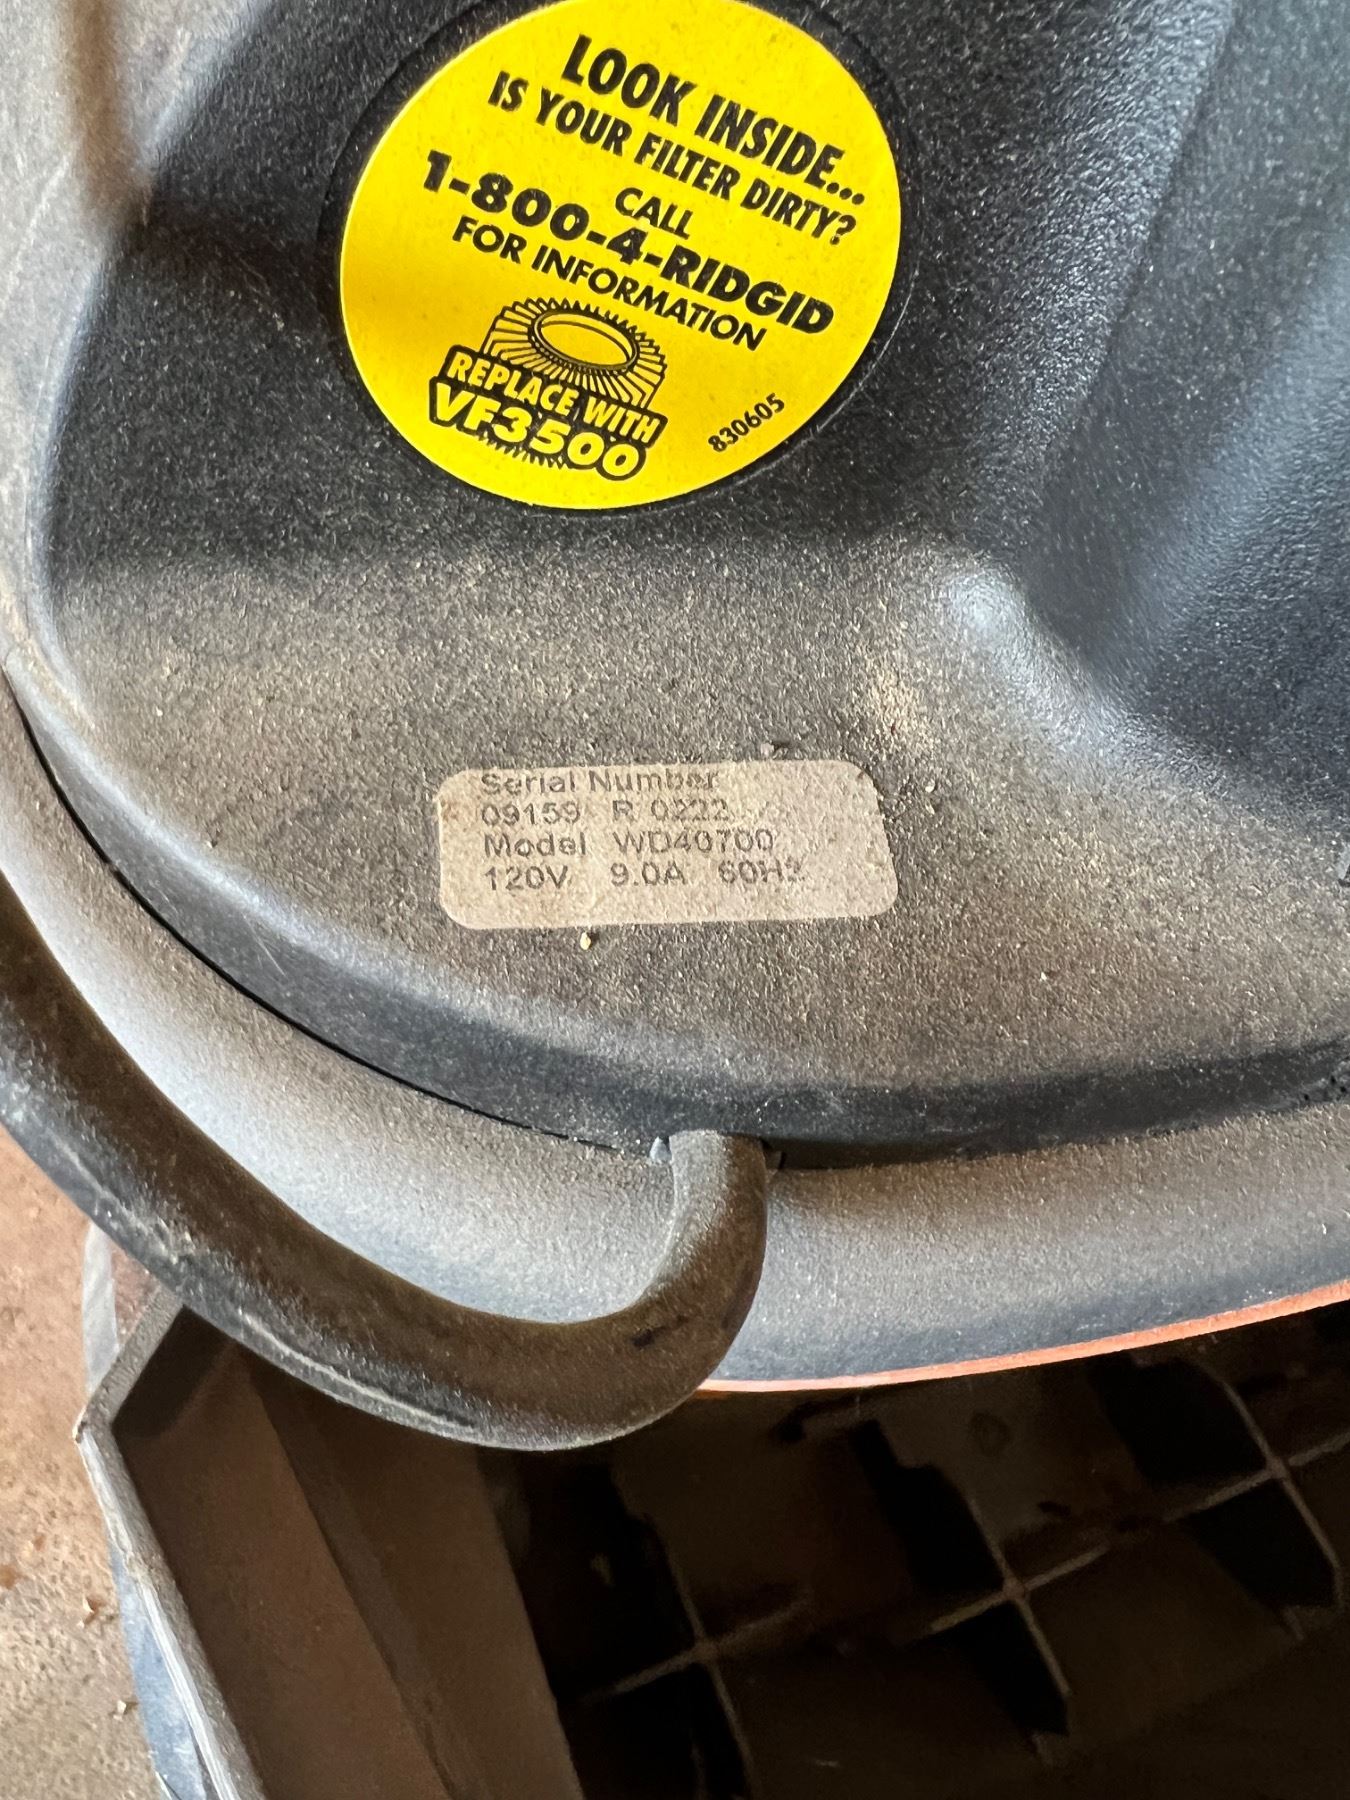 LOOK INSIDE...
IS YOUR FILTER DIRTY?
CALL
1-800-4-RIDGID
FOR INFORMATION
REPLACE WITH
VF3500
830605
Serial Number
09159 R 0222
Model WD40700
120V 9.0A 60Hz